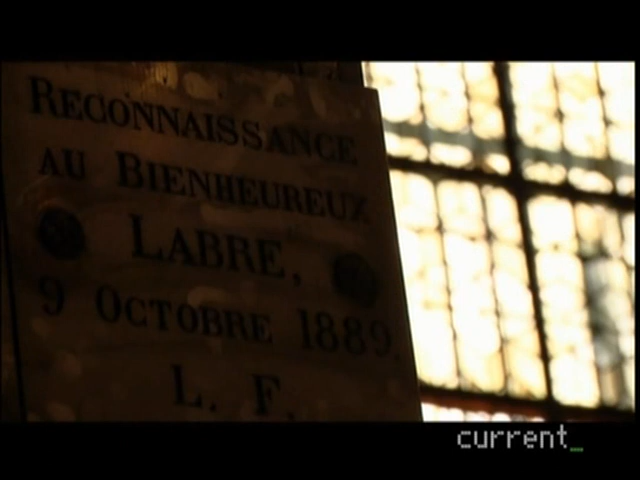 RECONNAISSANCE
AU BIENHEUREUX
LABRE,
9 OCTOBRE 1889.
L. F.
current_